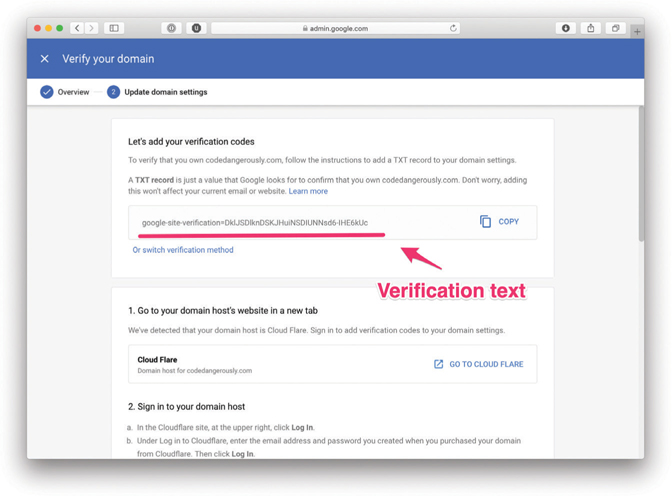 admin.google.com
Verify your domain
Overview
2
Update domain settings
Let's add your verification codes
To verify that you own codedangerously.com, follow the instructions to add a TXT record to your domain settings.
A TXT record is just a value that Google looks for to confirm that you own codedangerously.com. Don't worry, adding
this won't affect your current email or website. Learn more
google-site-verification=DklJSDlknDSKJHuiNSDIUNNsd6-IHE6kUc
COPY
Or switch verification method
Verification text
1. Go to your domain host's website in a new tab
We've detected that your domain host is Cloud Flare. Sign in to add verification codes to your domain settings.
Cloud Flare
Domain host for codedangerously.com
GO TO CLOUD FLARE
2. Sign in to your domain host
a. In the Cloudflare site, at the upper right, click Log In.
b. Under Log in to Cloudflare, enter the email address and password you created when you purchased your domain
from Cloudflare. Then click Log In.